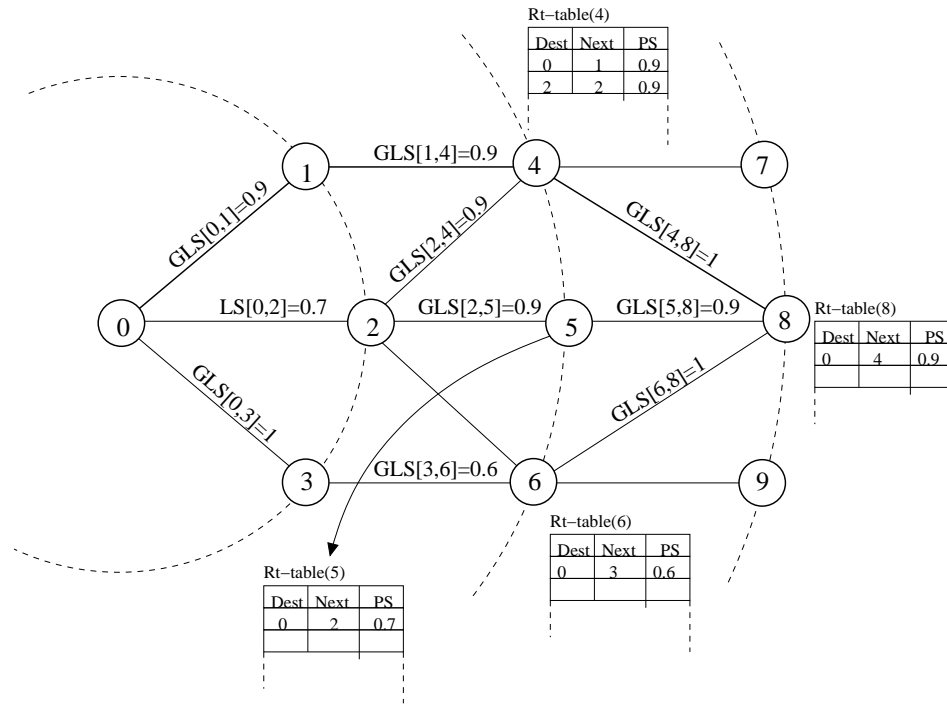 Rt−table(4)
Dest Next PS
0 1 0.9
2 2 0.9
GLS[1,4]=0.9
1
4
7
GLS[0,1]=0.9
GLS[2,4]=0.9
GLS[4,8]=1
LS[0,2]=0.7
GLS[2,5]=0.9
GLS[5,8]=0.9
0
2
5
8
Rt−table(8)
Dest Next PS
0 4 0.9
GLS[0,3]=1
GLS[6,8]=1
GLS[3,6]=0.6
3
6
9
Rt−table(6)
Dest Next PS
0 3 0.6
Rt−table(5)
Dest Next PS
0 2 0.7